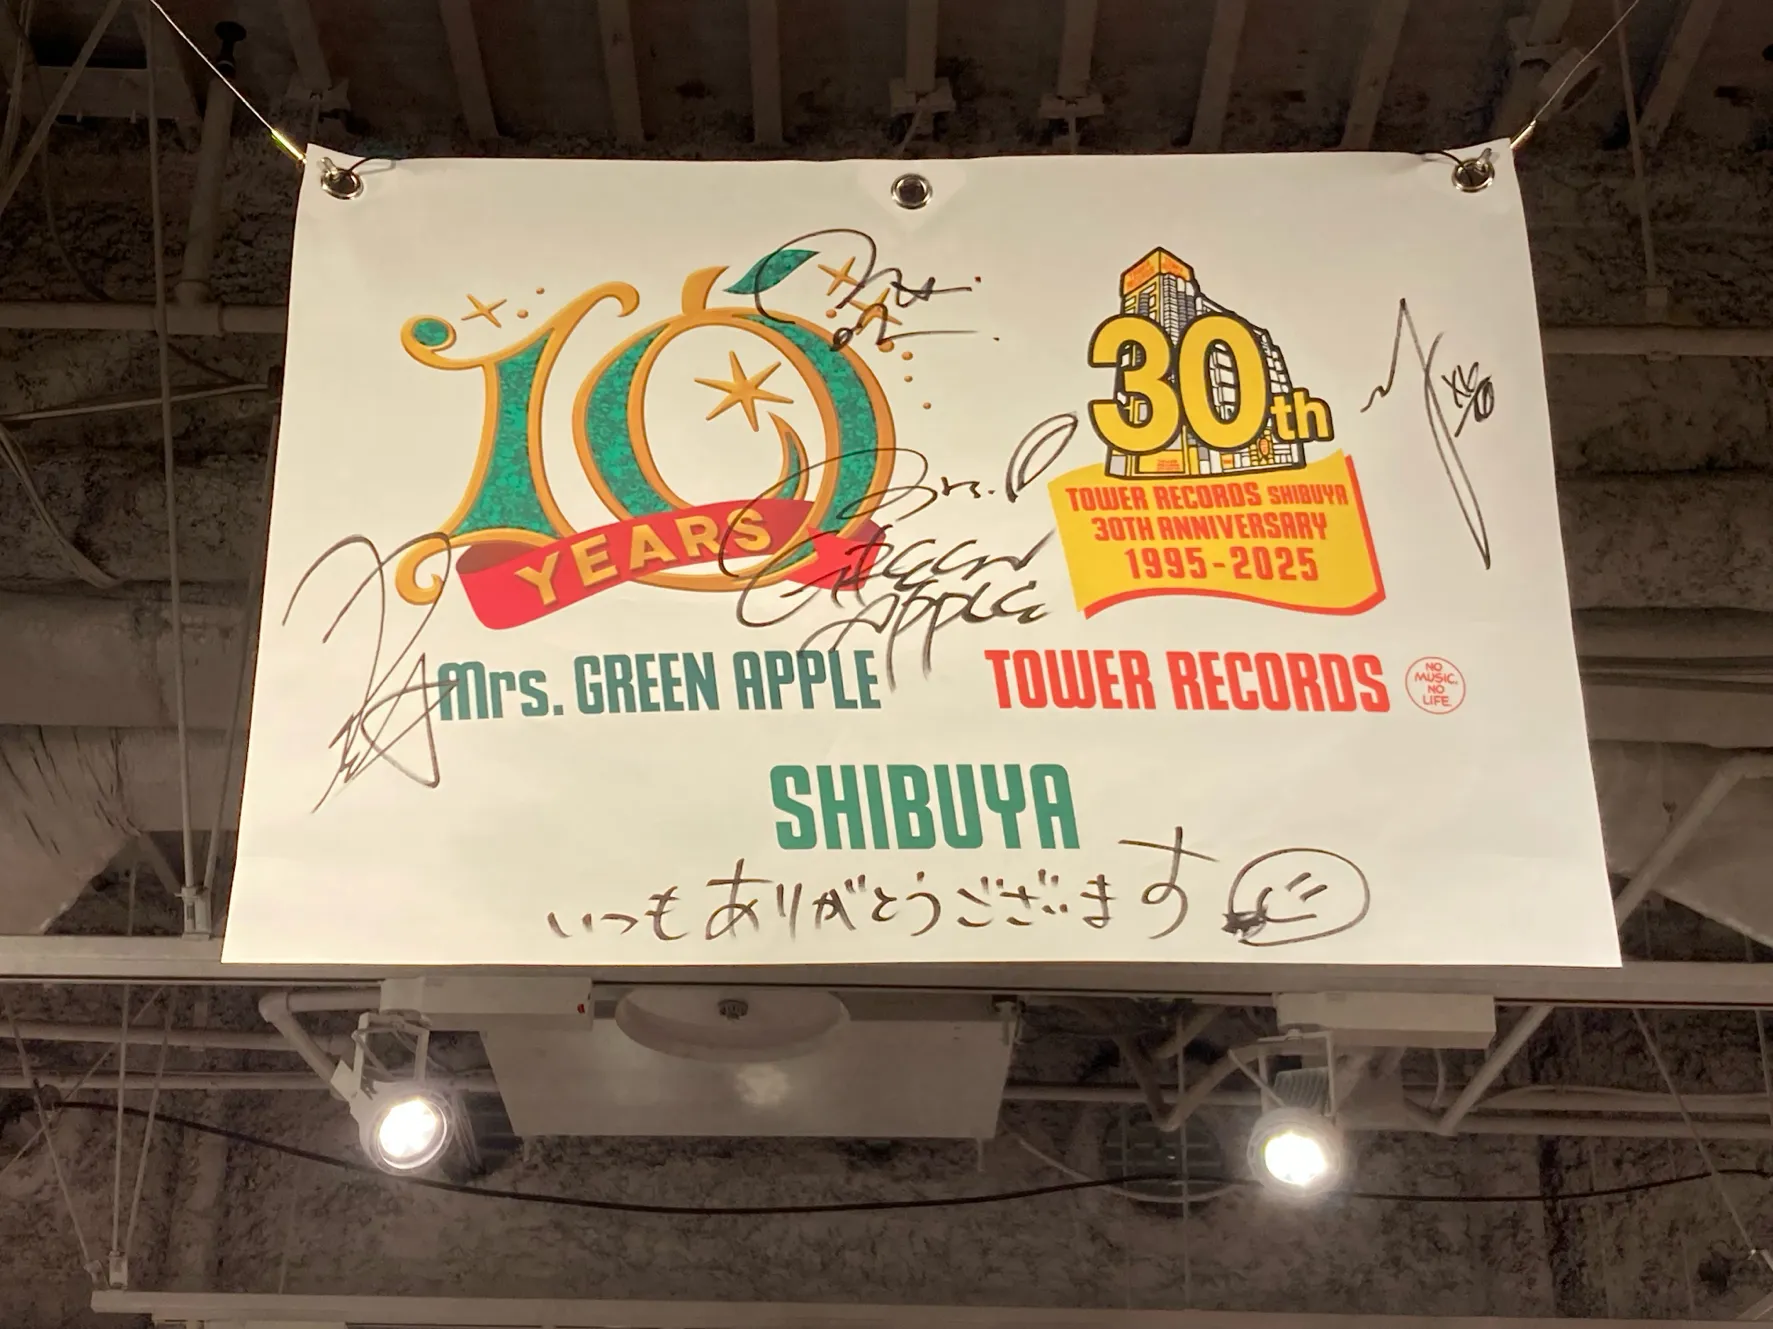 10
YEARS
30th
TOWER RECORDS SHIBUYA
30TH ANNIVERSARY
1995-2025
Mrs.
GREEN
APPLE
Mrs. GREEN APPLE
TOWER RECORDS
NO
MUSIC,
NO
LIFE.
SHIBUYA
いつもありがとうございます